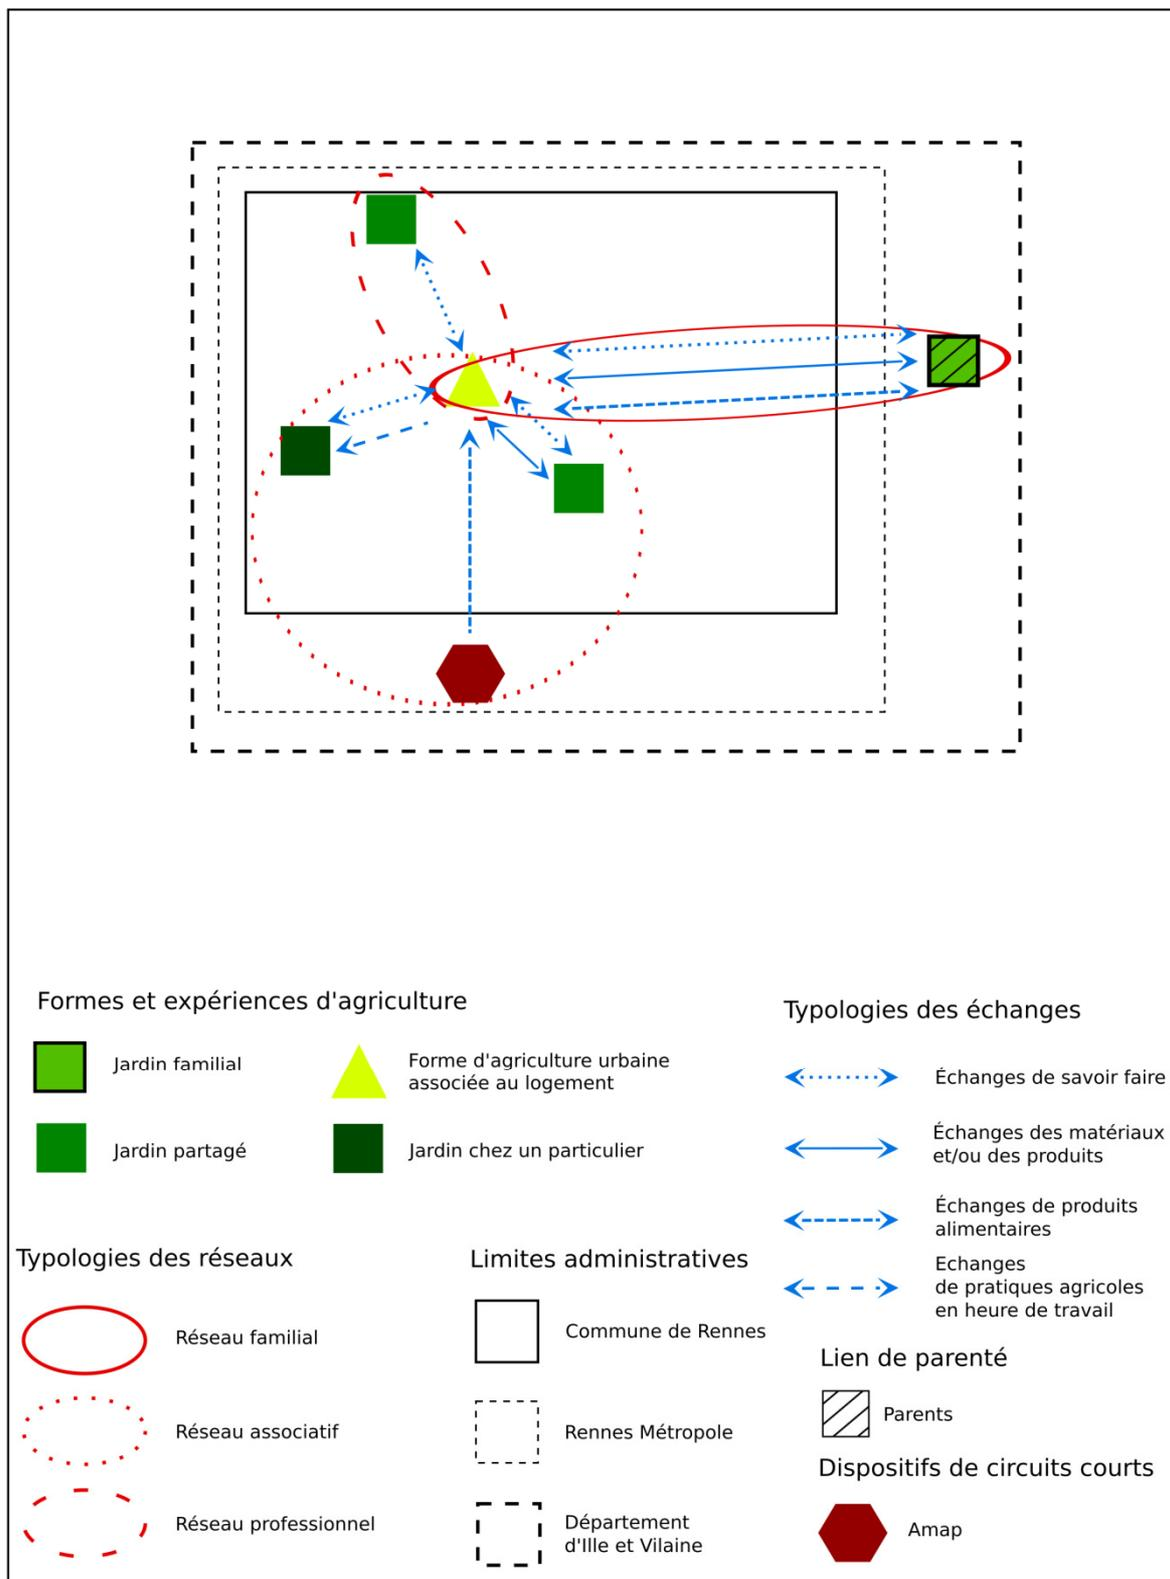 Formes et expériences d'agriculture
Jardin familial
Forme d'agriculture urbaine
associée au logement
Jardin partagé
Jardin chez un particulier
Typologies des échanges
Échanges de savoir faire
Échanges des matériaux
et/ou des produits
Échanges de produits
alimentaires
Echanges
de pratiques agricoles
en heure de travail
Typologies des réseaux
Réseau familial
Réseau associatif
Réseau professionnel
Limites administratives
Commune de Rennes
Rennes Métropole
Département
d'Ille et Vilaine
Lien de parenté
Parents
Dispositifs de circuits courts
Amap